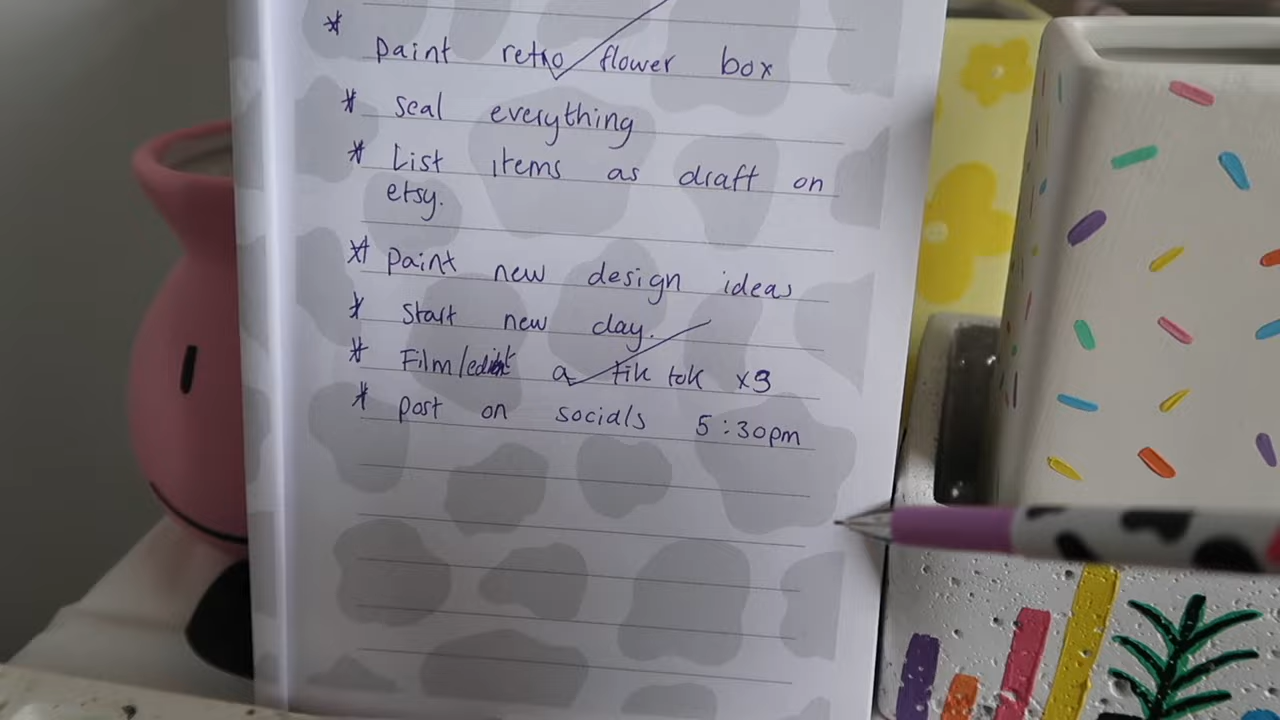 * paint retro flower box
* seal everything
* List items as draft on
etsy.
* paint new design ideas
* Start new day.
* Film/edit a tik tok x3
* post on socials 5:30pm